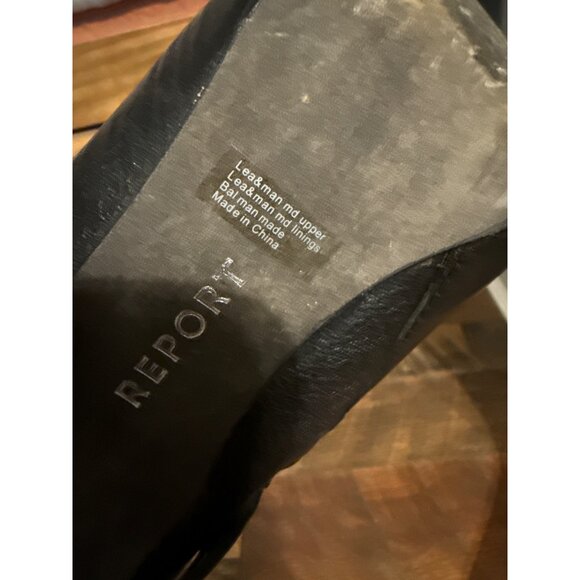 Lea&man md upper
Lea&man md linings
Bal man made
Made in China
REPORT